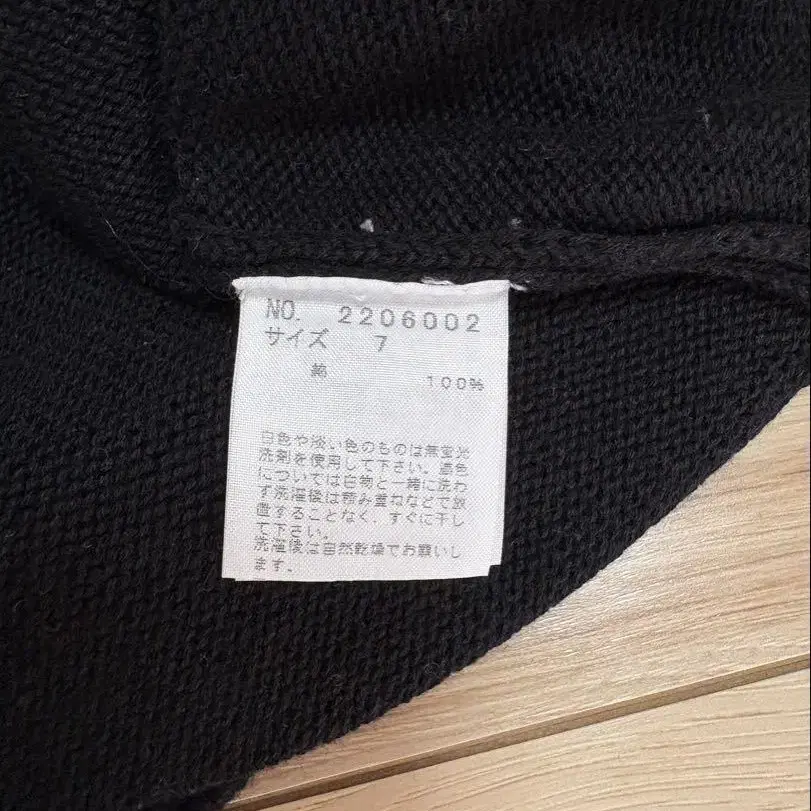 NO. 2206002
サイズ 7
綿 100%
白色や淡い色のものは無蛍光
洗剤を使用して下さい。濃色
については白物と一緒に洗わ
ず洗濯後は積み重ねなどで放
置することなく、すぐに干し
て下さい。
洗濯後は自然乾燥でお願いし
ます。